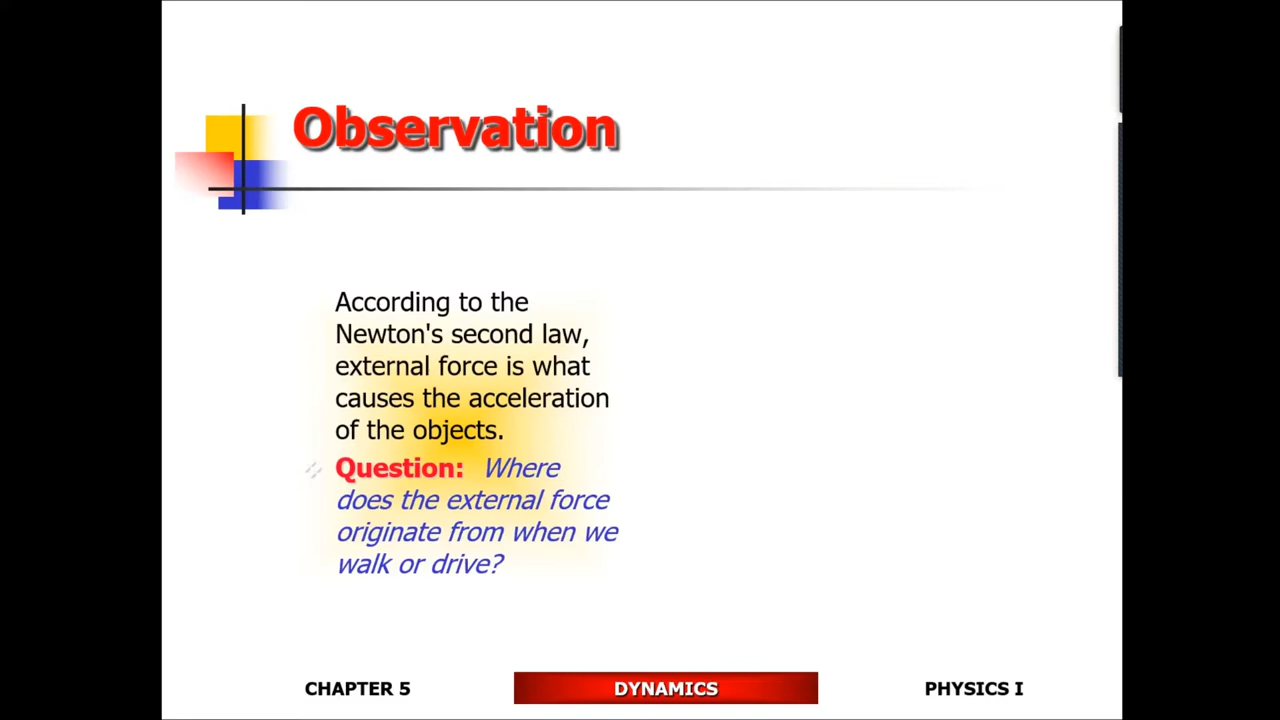 Observation
According to the
Newton's second law,
external force is what
causes the acceleration
of the objects.
Question: Where
does the external force
originate from when we
walk or drive?
CHAPTER 5
DYNAMICS
PHYSICS I